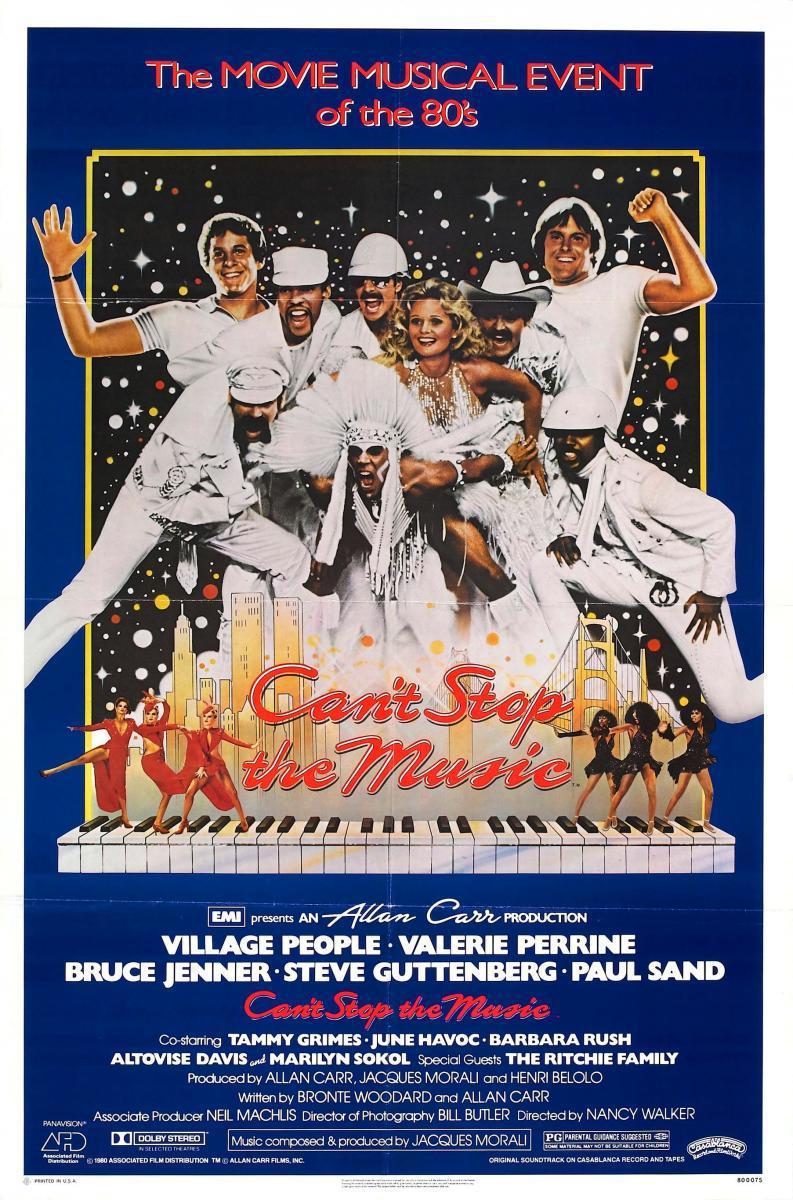 The MOVIE MUSICAL EVENT
of the 80's
Can't Stop
the Music
T.M.
EMI presents AN Allan Carr PRODUCTION
VILLAGE PEOPLE · VALERIE PERRINE
BRUCE JENNER · STEVE GUTTENBERG · PAUL SAND
Can't Stop the Music
Co-starring TAMMY GRIMES · JUNE HAVOC · BARBARA RUSH
ALTOVISE DAVIS and MARILYN SOKOL Special Guests THE RITCHIE FAMILY
Produced by ALLAN CARR, JACQUES MORALI and HENRI BELOLO
Written by BRONTE WOODARD and ALLAN CARR
Associate Producer NEIL MACHLIS Director of Photography BILL BUTLER Directed by NANCY WALKER
PANAVISION®
AFD
Associated Film
Distribution
DOLBY STEREO
IN SELECTED THEATRES
Music composed & produced by JACQUES MORALI
PG PARENTAL GUIDANCE SUGGESTED
SOME MATERIAL MAY NOT BE SUITABLE FOR CHILDREN
Casablanca
Record and FilmWorks
© 1980 ASSOCIATED FILM DISTRIBUTION TM © ALLAN CARR FILMS, INC.
ORIGINAL SOUNDTRACK ON CASABLANCA RECORD AND TAPES
PRINTED IN U.S.A.
800075